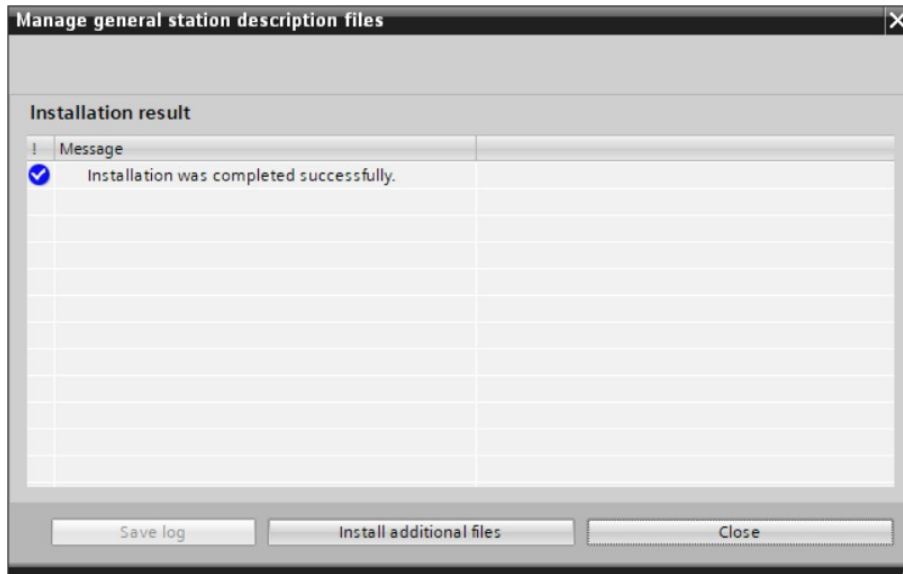 Manage general station description files
Installation result
! Message
Installation was completed successfully.
Save log Install additional files Close